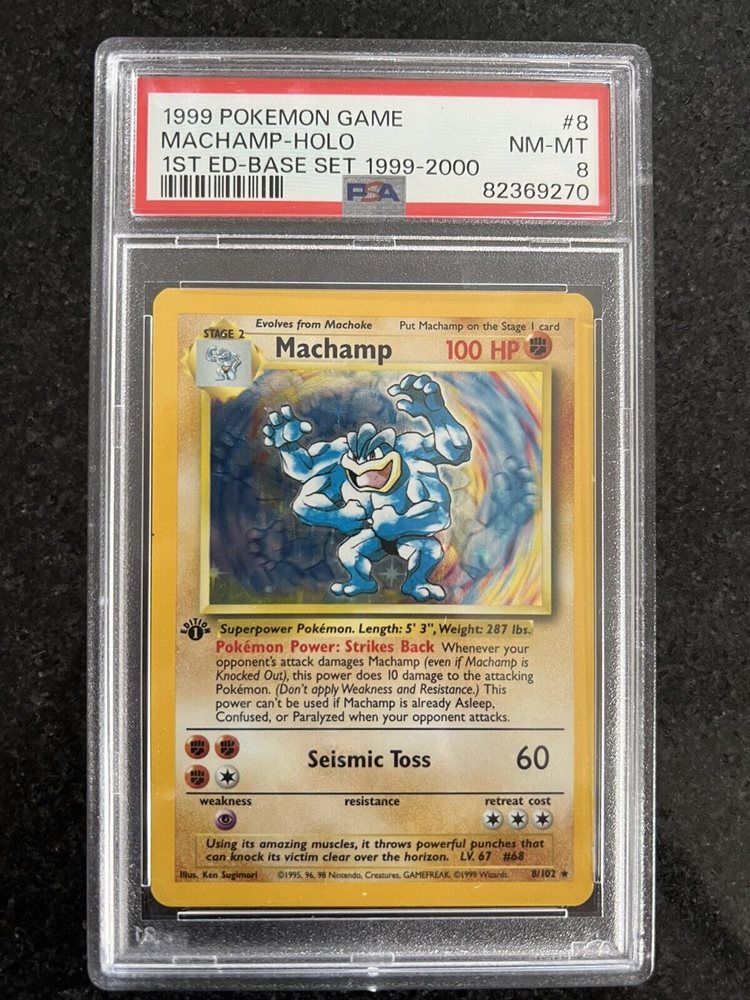 1999 POKEMON GAME #8
MACHAMP-HOLO NM-MT
1ST ED-BASE SET 1999-2000 8
PSA 82369270
STAGE 2 Evolves from Machoke Put Machamp on the Stage 1 card
Machamp 100 HP
EDITION 1
Superpower Pokémon. Length: 5' 3", Weight: 287 lbs.
Pokémon Power: Strikes Back Whenever your
opponent's attack damages Machamp (even if Machamp is
Knocked Out), this power does 10 damage to the attacking
Pokémon. (Don't apply Weakness and Resistance.) This
power can't be used if Machamp is already Asleep,
Confused, or Paralyzed when your opponent attacks.
Seismic Toss 60
weakness resistance retreat cost
Using its amazing muscles, it throws powerful punches that
can knock its victim clear over the horizon. LV. 67 #68
Illus. Ken Sugimori ©1995, 96, 98 Nintendo, Creatures, GAMEFREAK. ©1999 Wizards. 8/102 ★